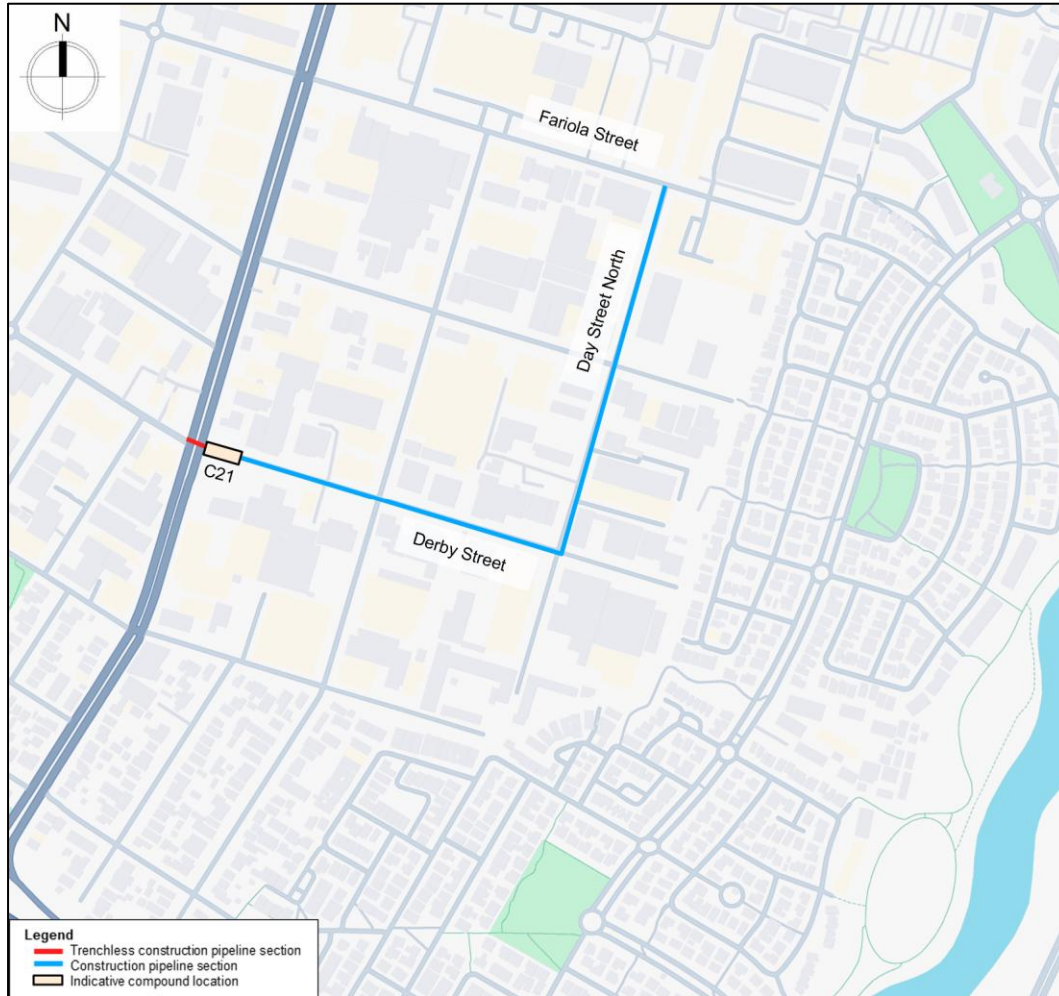 N
Fariola Street
Day Street North
C21
Derby Street
Legend
Trenchless construction pipeline section
Construction pipeline section
Indicative compound location